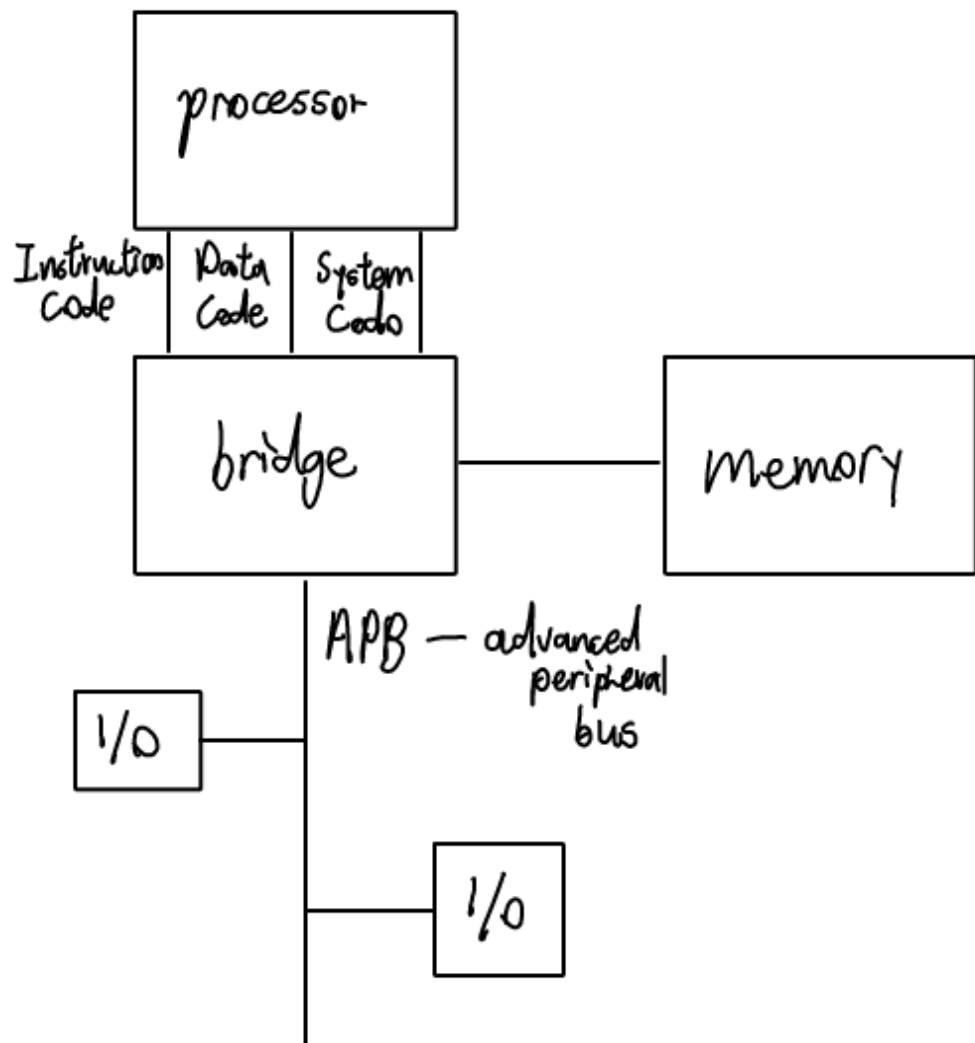 processor
Instruction
Code
Data
Code
System
Code
bridge
memory
APB — advanced
peripheral
bus
I/O
I/O